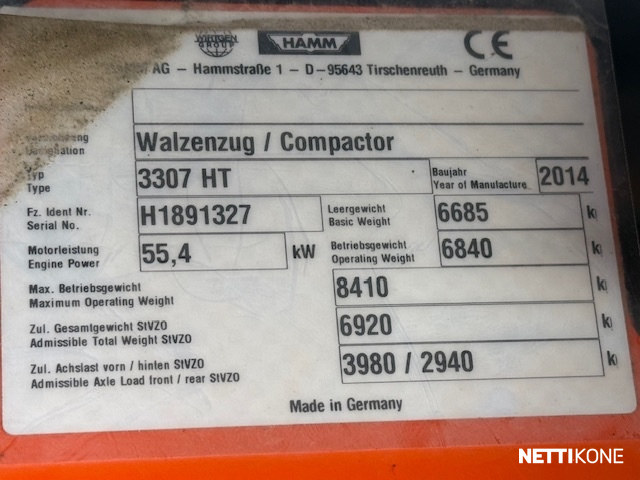 WIRTGEN GROUP HAMM CE
AG – Hammstraße 1 – D–95643 Tirschenreuth – Germany
Walzenzug / Compactor
Typ
Type
3307 HT
Baujahr
Year of Manufacture
2014
Fz. Ident Nr.
Serial No.
H1891327
Leergewicht
Basic Weight
6685
Motorleistung
Engine Power
55,4 kW
Betriebsgewicht
Operating Weight
6840
Max. Betriebsgewicht
Maximum Operating Weight
8410
Zul. Gesamtgewicht StVZO
Admissible Total Weight StVZO
6920
Zul. Achslast vorn / hinten StVZO
Admissible Axle Load front / rear StVZO
3980 / 2940
Made in Germany
NETTIKONE